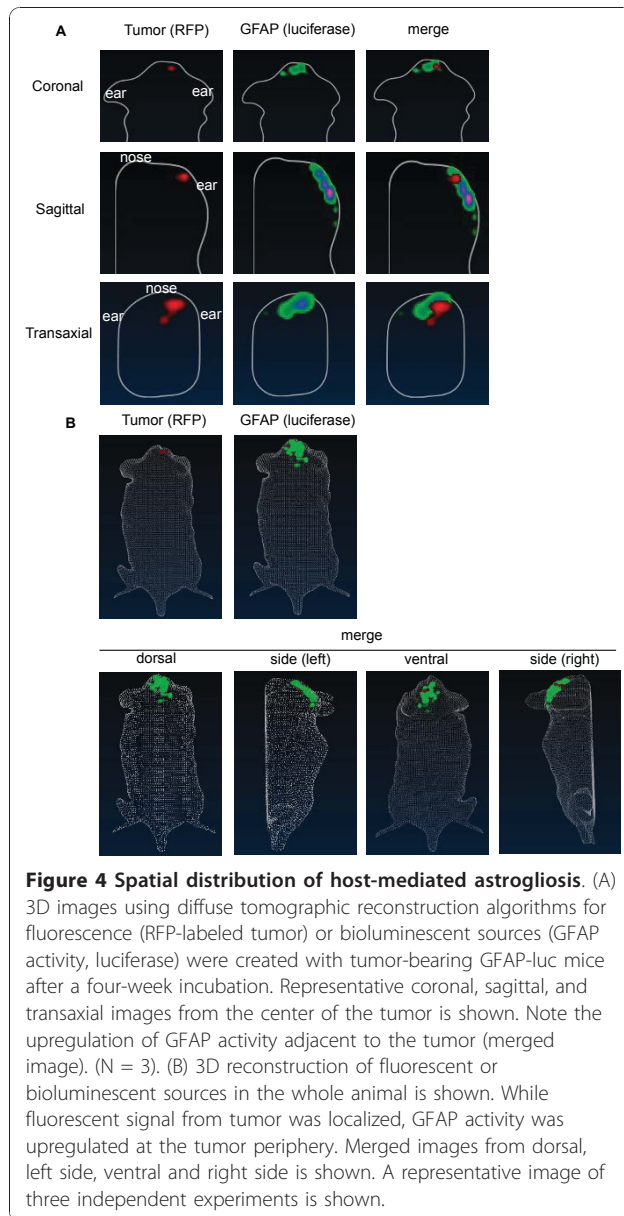 A
Tumor (RFP) GFAP (luciferase) merge
Coronal
ear ear
Sagittal
nose
ear
Transaxial
nose
ear ear
B
Tumor (RFP) GFAP (luciferase)
merge
dorsal side (left) ventral side (right)
Figure 4 Spatial distribution of host-mediated astrogliosis. (A)
3D images using diffuse tomographic reconstruction algorithms for
fluorescence (RFP-labeled tumor) or bioluminescent sources (GFAP
activity, luciferase) were created with tumor-bearing GFAP-luc mice
after a four-week incubation. Representative coronal, sagittal, and
transaxial images from the center of the tumor is shown. Note the
upregulation of GFAP activity adjacent to the tumor (merged
image). (N = 3). (B) 3D reconstruction of fluorescent or
bioluminescent sources in the whole animal is shown. While
fluorescent signal from tumor was localized, GFAP activity was
upregulated at the tumor periphery. Merged images from dorsal,
left side, ventral and right side is shown. A representative image of
three independent experiments is shown.